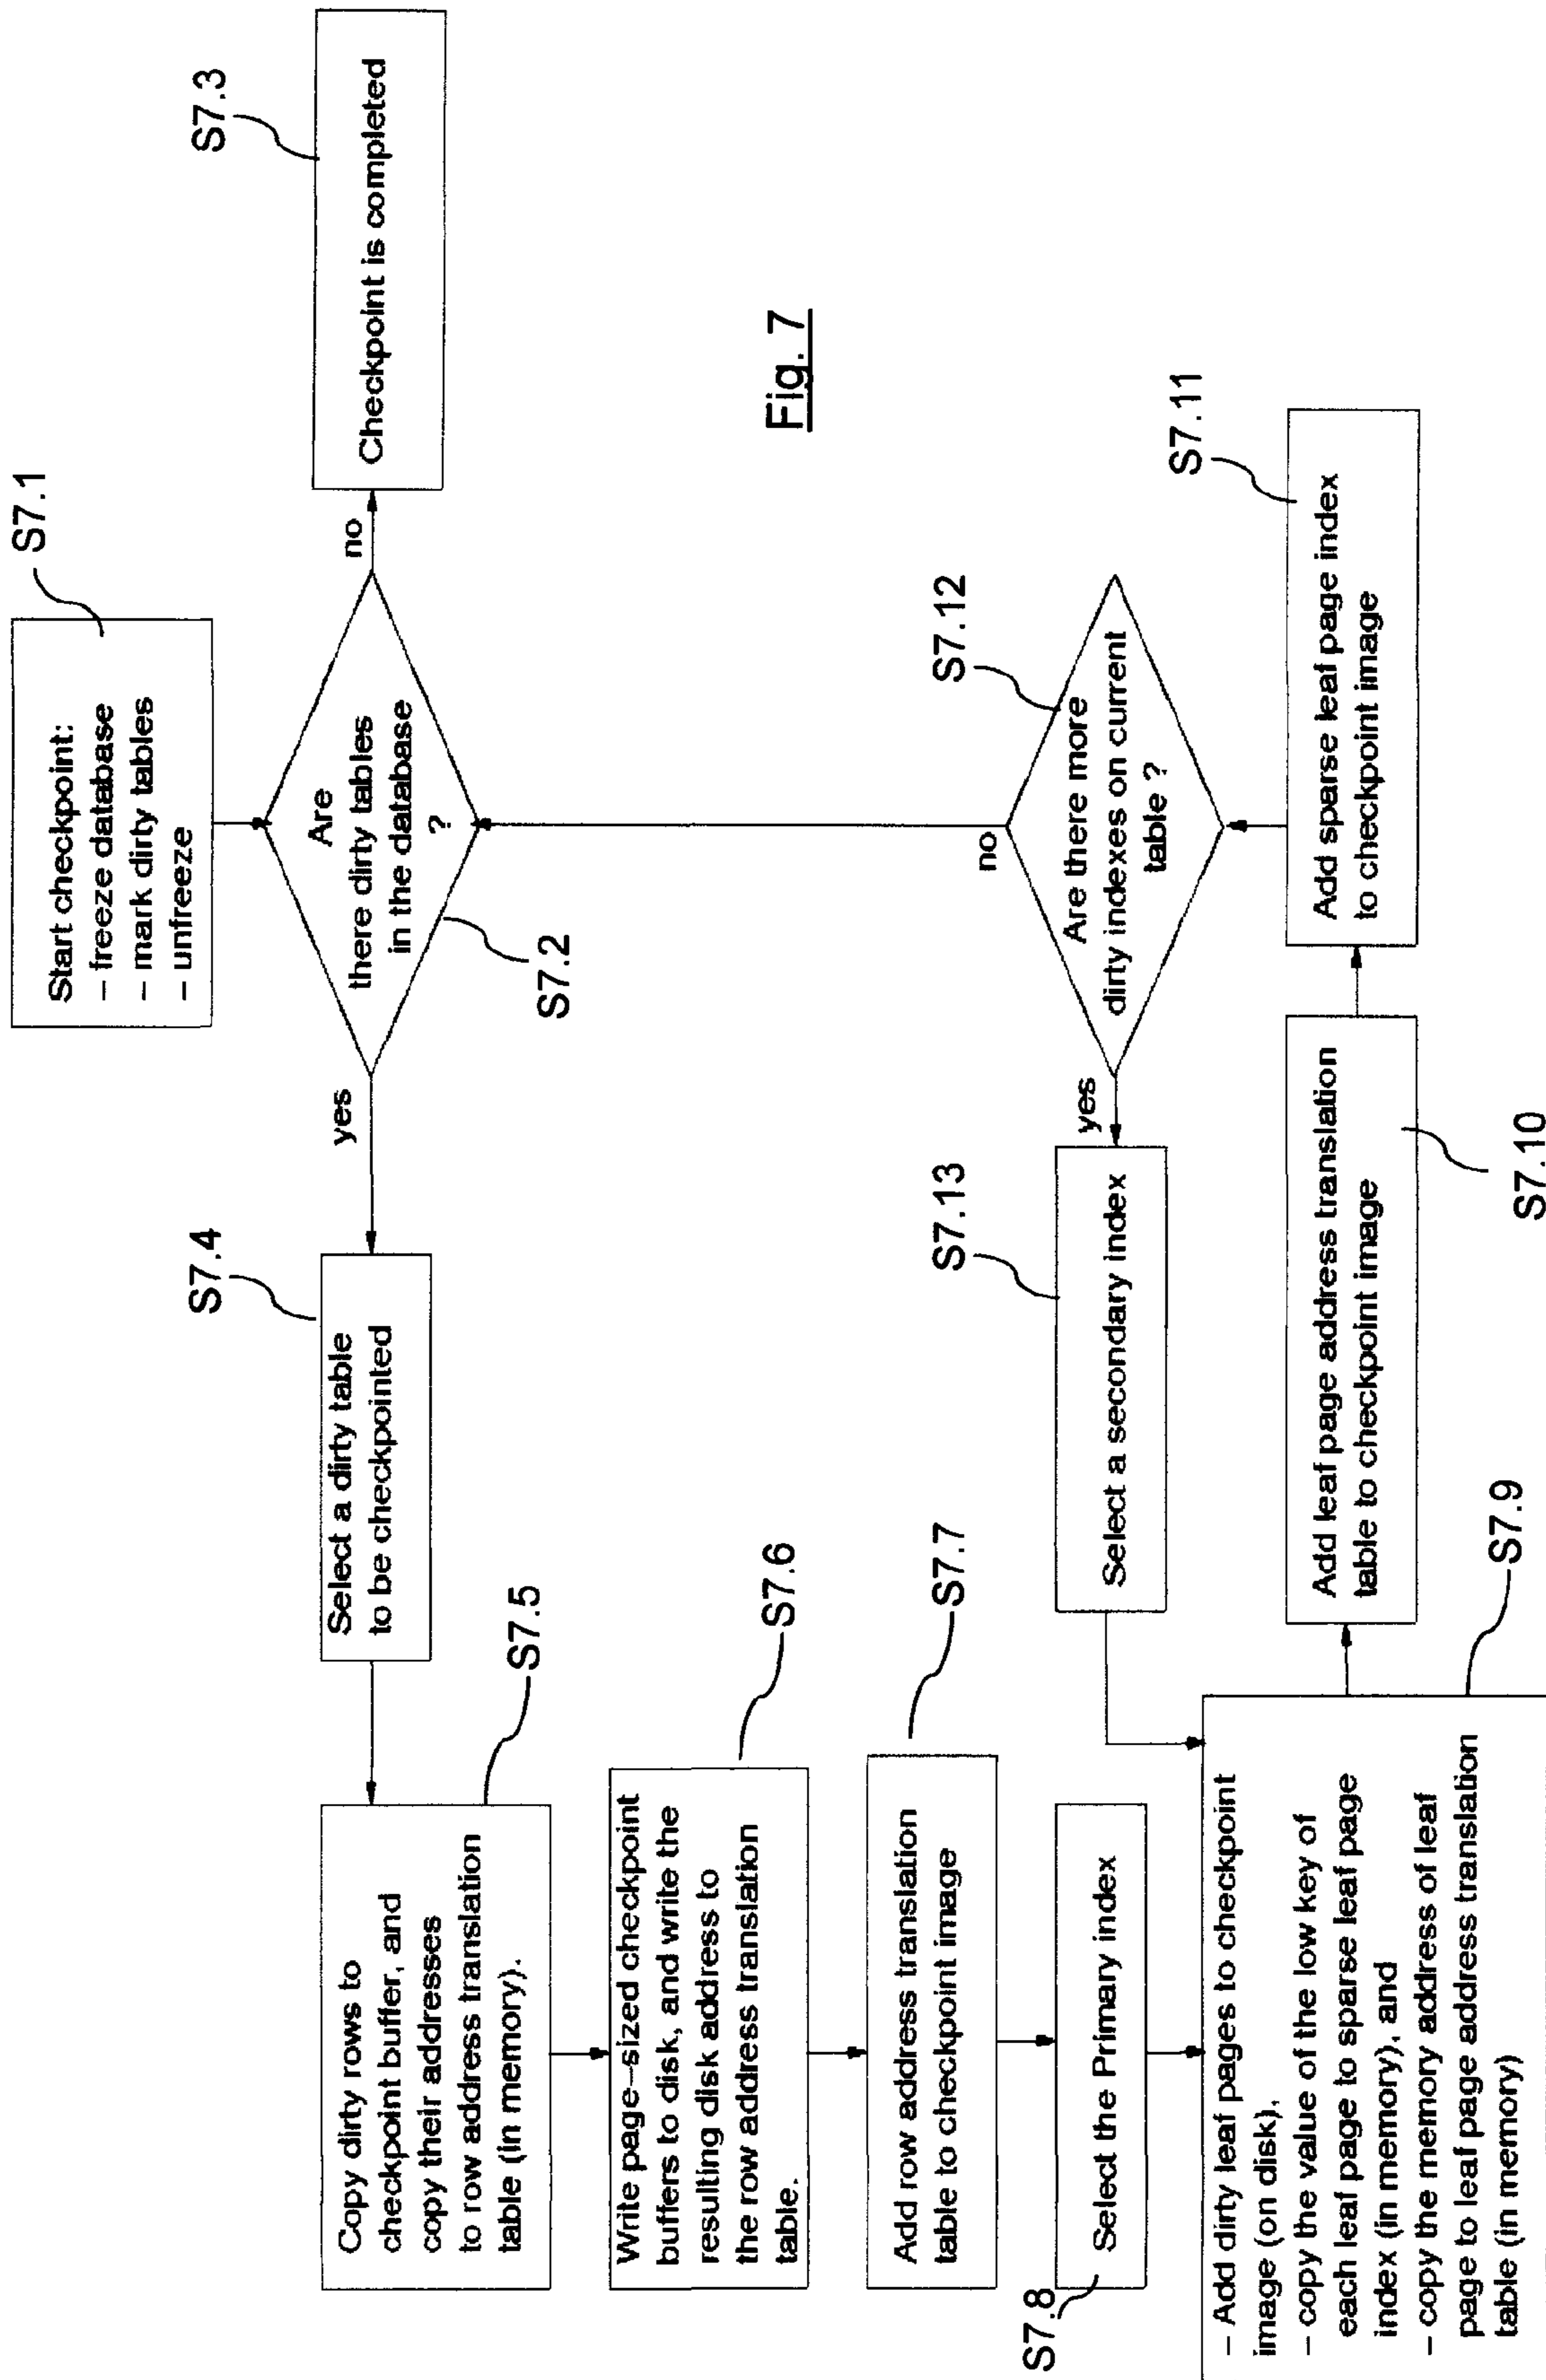 S7.1
Start checkpoint:
– freeze database
– mark dirty tables
– unfreeze
Are
there dirty tables
in the database
?
S7.2
no
Checkpoint is completed
S7.3
yes
S7.4
Select a dirty table
to be checkpointed
Copy dirty rows to
checkpoint buffer, and
copy their addresses
to row address translation
table (in memory).
S7.5
Write page–sized checkpoint
buffers to disk, and write the
resulting disk address to
the row address translation
table.
S7.6
Add row address translation
table to checkpoint image
S7.7
Select the Primary index
S7.8
– Add dirty leaf pages to checkpoint
image (on disk),
– copy the value of the low key of
each leaf page to sparse leaf page
index (in memory), and
– copy the memory address of leaf
page to leaf page address translation
table (in memory)
S7.9
Add leaf page address translation
table to checkpoint image
S7.10
Add sparse leaf page index
to checkpoint image
S7.11
Are there more
dirty indexes on current
table ?
S7.12
no
yes
Select a secondary index
S7.13
Fig. 7